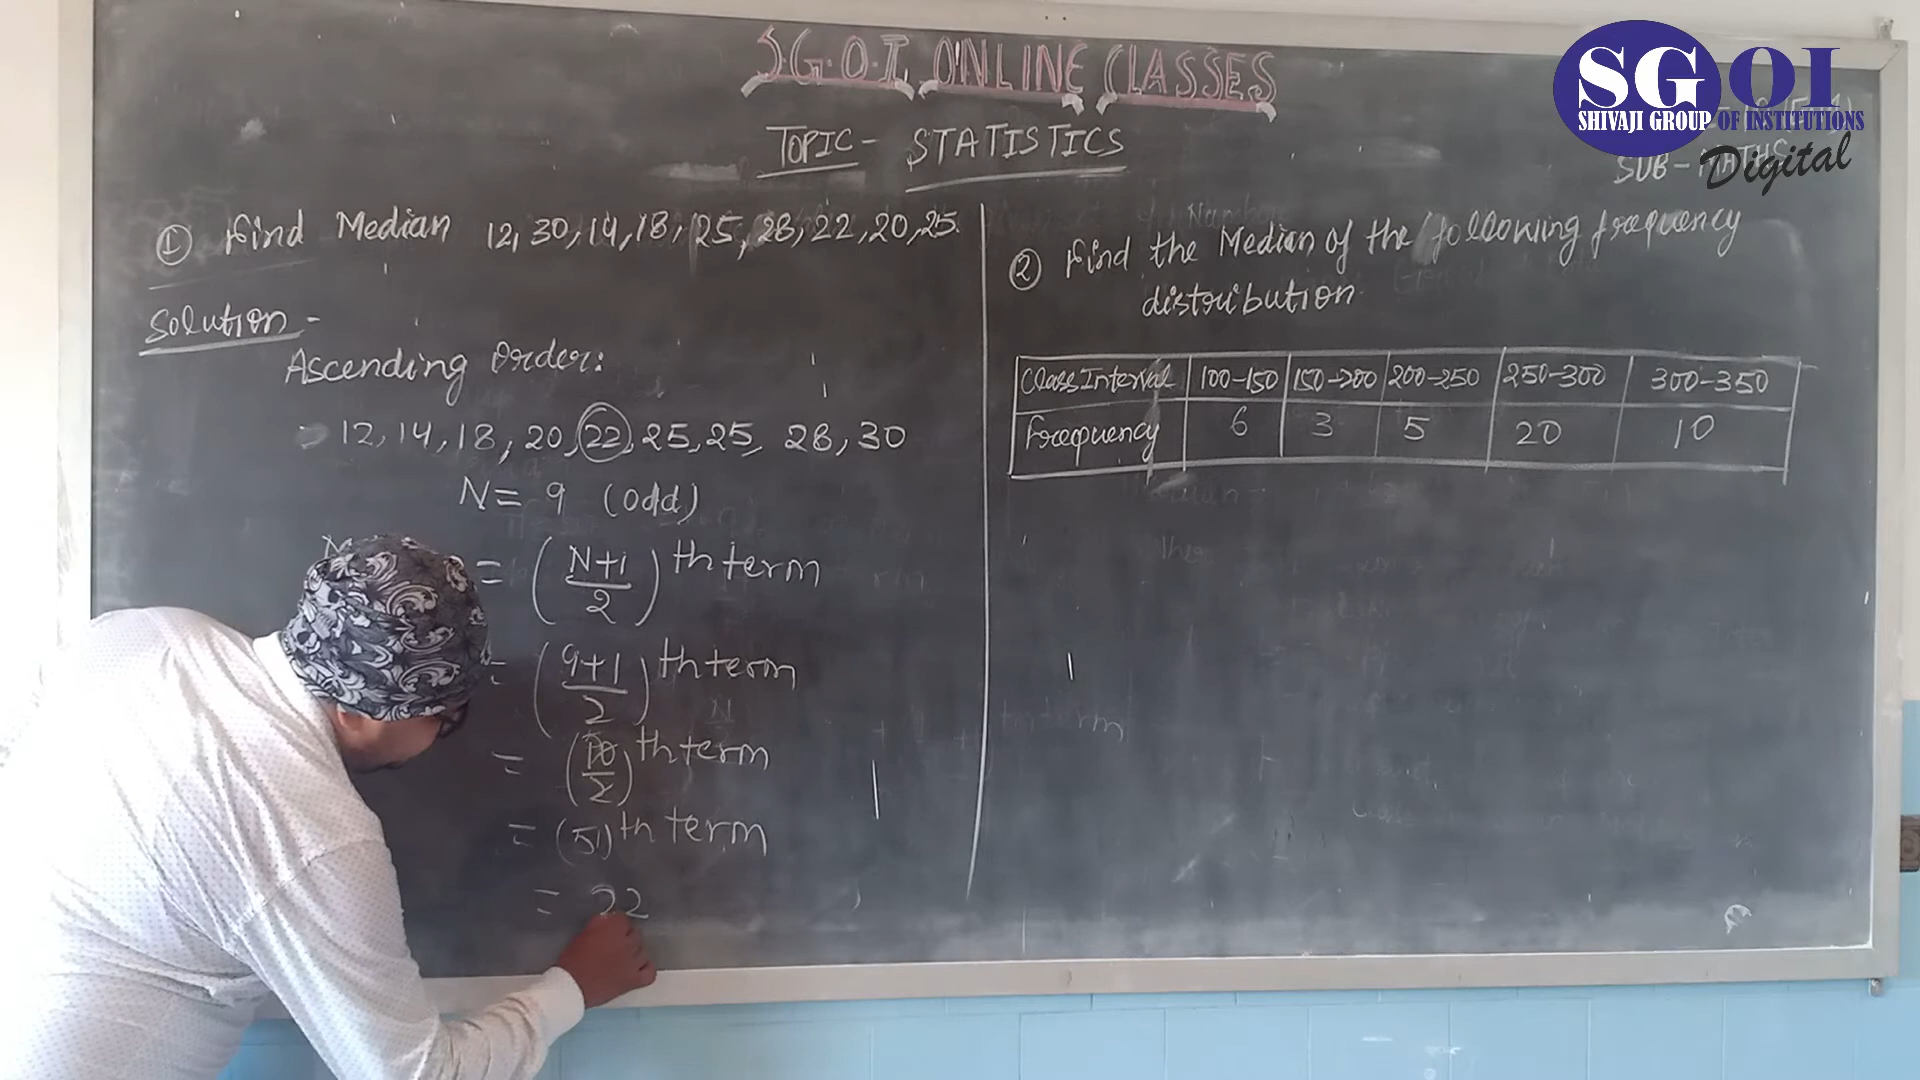 S.G.O.I. ONLINE CLASSES
TOPIC - STATISTICS
SGOI
SHIVAJI GROUP OF INSTITUTIONS
Digital
SUB - MATHS
① Find Median 12, 30, 14, 18, 25, 28, 22, 20, 25.
Solution -
Ascending Order:
12, 14, 18, 20, 22, 25, 25, 28, 30
N = 9 (odd)
= (N+1/2) th term
= (9+1/2) th term
= (10/2) th term
= (5) th term
= 22
② Find the Median of the following frequency
distribution
Class Interval 100-150 150-200 200-250 250-300 300-350
Frequency 6 3 5 20 10